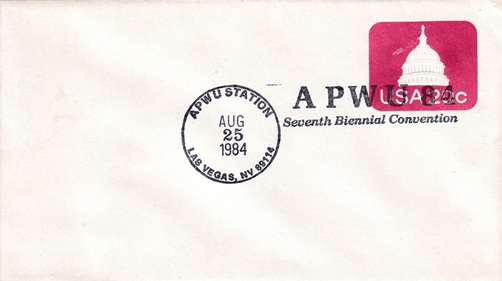 APWU STATION
AUG
25
1984
LAS VEGAS, NV 89114
APWU 84
USA 20c
Seventh Biennial Convention